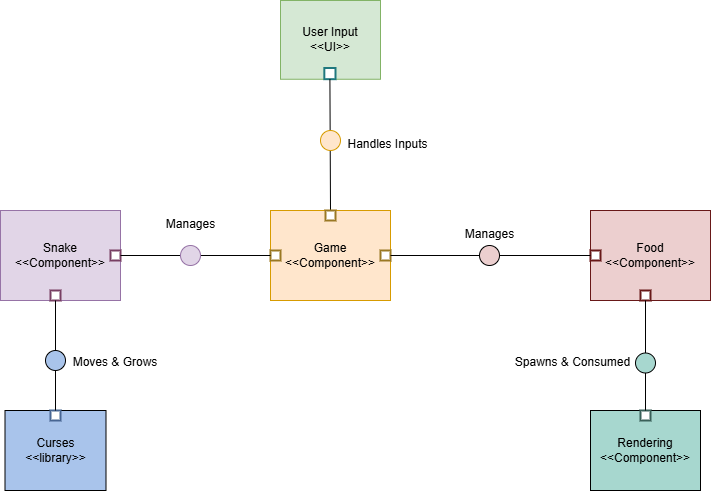 User Input
<<UI>>
Handles Inputs
Manages
Manages
Snake
<<Component>>
Game
<<Component>>
Food
<<Component>>
Moves & Grows
Spawns & Consumed
Curses
<<library>>
Rendering
<<Component>>